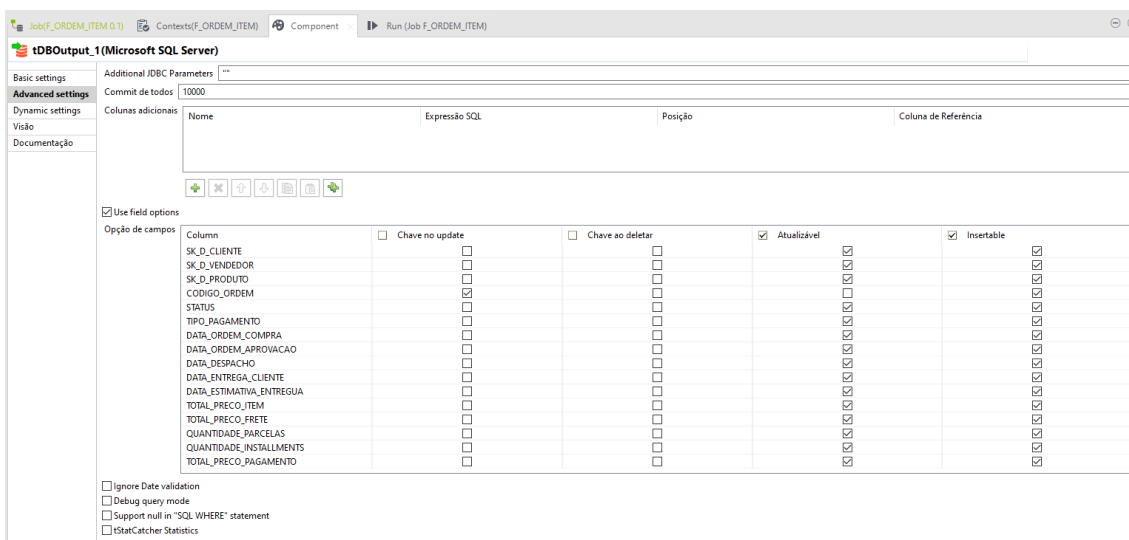 Job(F_ORDEM_ITEM 0.1) Contexts(F_ORDEM_ITEM) Component Run (Job F_ORDEM_ITEM)
tDBOutput_1(Microsoft SQL Server)
Basic settings
Advanced settings
Dynamic settings
Visão
Documentação
Additional JDBC Parameters ""
Commit de todos 10000
Colunas adicionais
Nome Expressão SQL Posição Coluna de Referência
Use field options
Opção de campos
Column Chave no update Chave ao deletar Atualizável Insertable
SK_D_CLIENTE
SK_D_VENDEDOR
SK_D_PRODUTO
CODIGO_ORDEM
STATUS
TIPO_PAGAMENTO
DATA_ORDEM_COMPRA
DATA_ORDEM_APROVACAO
DATA_DESPACHO
DATA_ENTREGA_CLIENTE
DATA_ESTIMATIVA_ENTREGUA
TOTAL_PRECO_ITEM
TOTAL_PRECO_FRETE
QUANTIDADE_PARCELAS
QUANTIDADE_INSTALLMENTS
TOTAL_PRECO_PAGAMENTO
Ignore Date validation
Debug query mode
Support null in "SQL WHERE" statement
tStatCatcher Statistics